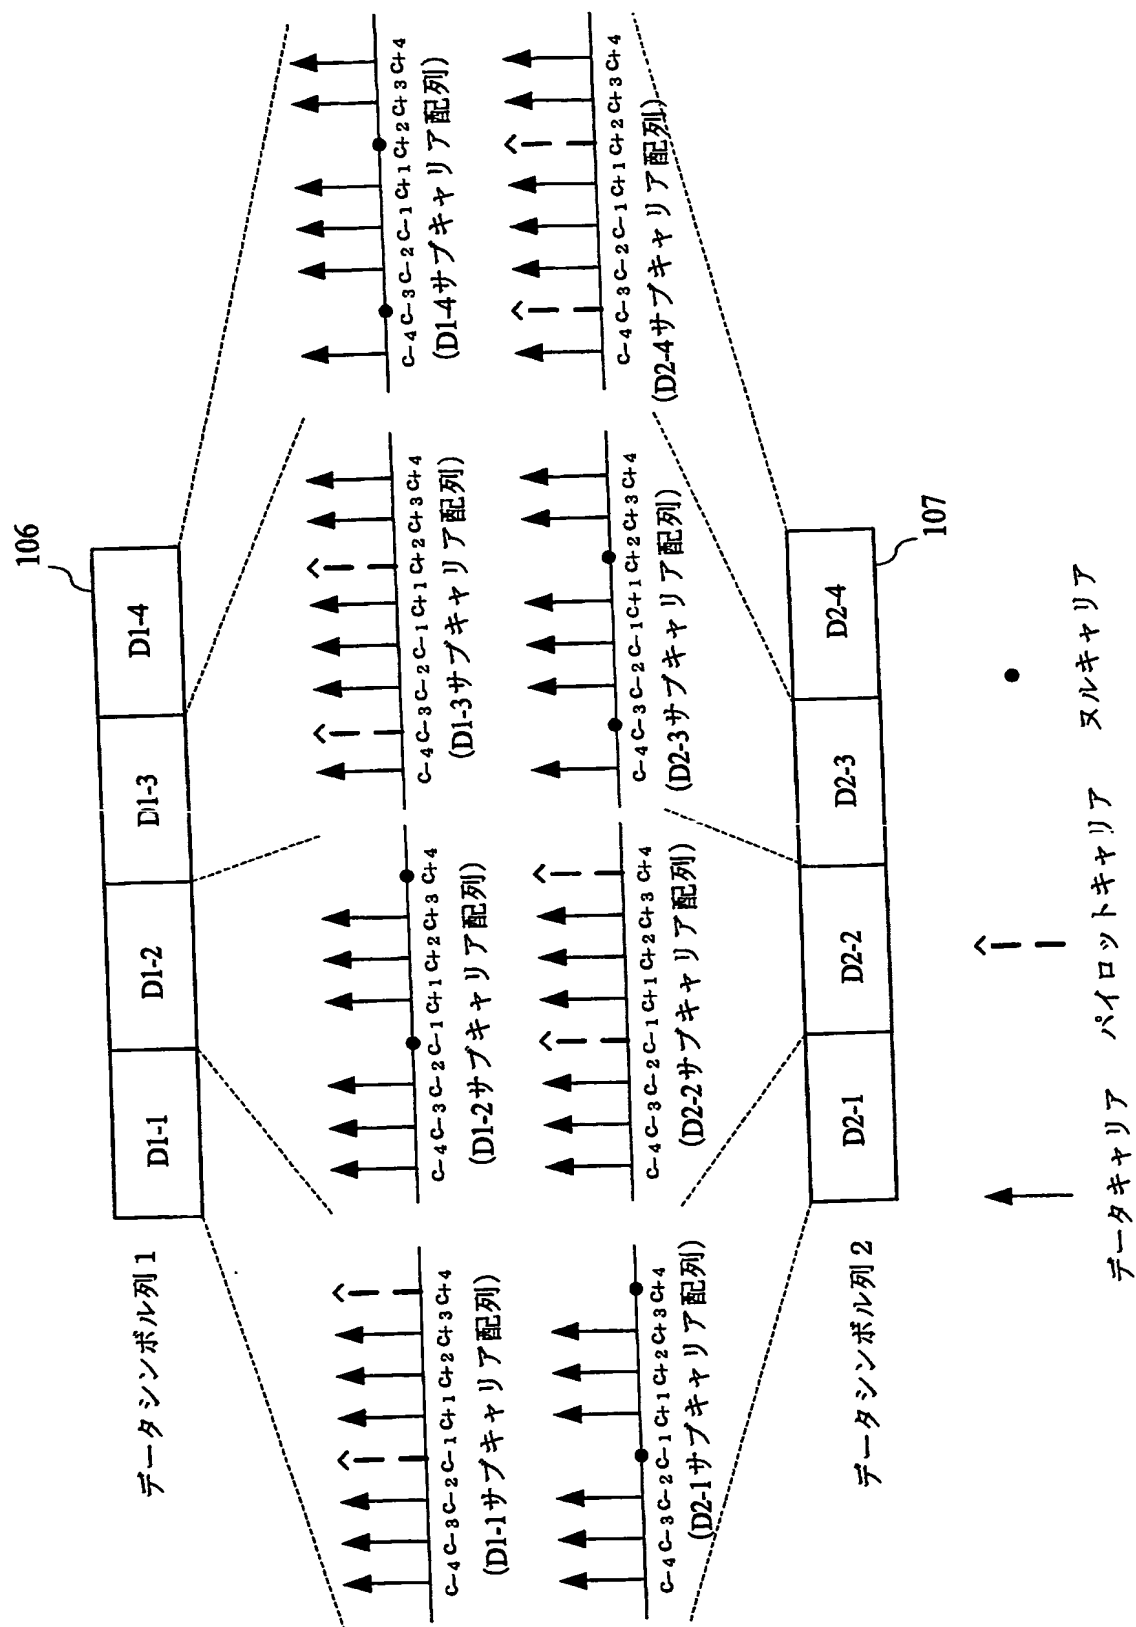 106
D1-1 D1-2 D1-3 D1-4
データシンボル列1
C-4 C-3 C-2 C-1 C+1 C+2 C+3 C+4
(D1-1サブキャリア配列)
C-4 C-3 C-2 C-1 C+1 C+2 C+3 C+4
(D1-2サブキャリア配列)
C-4 C-3 C-2 C-1 C+1 C+2 C+3 C+4
(D1-3サブキャリア配列)
C-4 C-3 C-2 C-1 C+1 C+2 C+3 C+4
(D1-4サブキャリア配列)
C-4 C-3 C-2 C-1 C+1 C+2 C+3 C+4
(D2-1サブキャリア配列)
C-4 C-3 C-2 C-1 C+1 C+2 C+3 C+4
(D2-2サブキャリア配列)
C-4 C-3 C-2 C-1 C+1 C+2 C+3 C+4
(D2-3サブキャリア配列)
C-4 C-3 C-2 C-1 C+1 C+2 C+3 C+4
(D2-4サブキャリア配列)
D2-1 D2-2 D2-3 D2-4
107
データシンボル列2
データキャリア パイロットキャリア ヌルキャリア